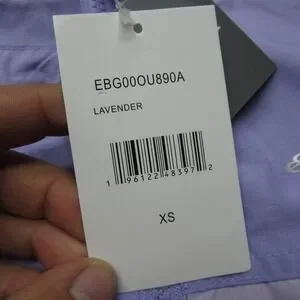 EBG00OU890A
LAVENDER
1 96122 48397 2
XS